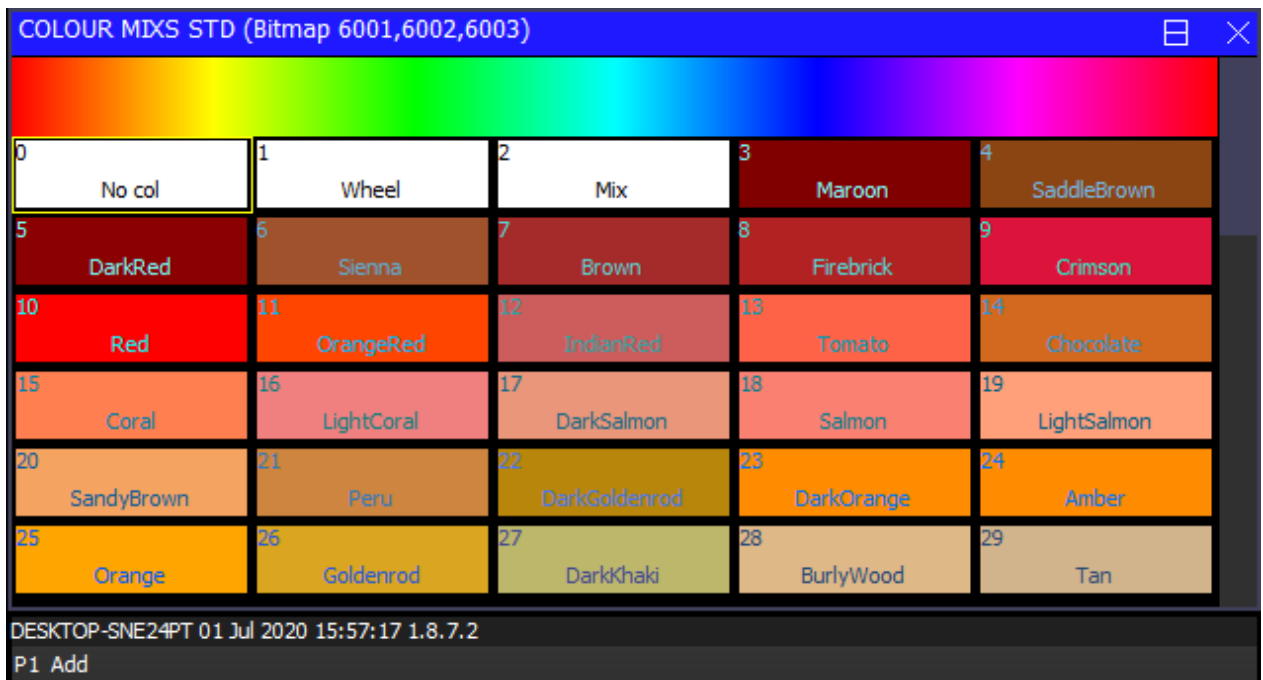 COLOUR MIXS STD (Bitmap 6001,6002,6003)
0 1 2 3 4
No col Wheel Mix Maroon SaddleBrown
5 6 7 8 9
DarkRed Sienna Brown Firebrick Crimson
10 11 12 13 14
Red OrangeRed IndianRed Tomato Chocolate
15 16 17 18 19
Coral LightCoral DarkSalmon Salmon LightSalmon
20 21 22 23 24
SandyBrown Peru DarkGoldenrod DarkOrange Amber
25 26 27 28 29
Orange Goldenrod DarkKhaki BurlyWood Tan
DESKTOP-SNE24PT 01 Jul 2020 15:57:17 1.8.7.2
P1 Add